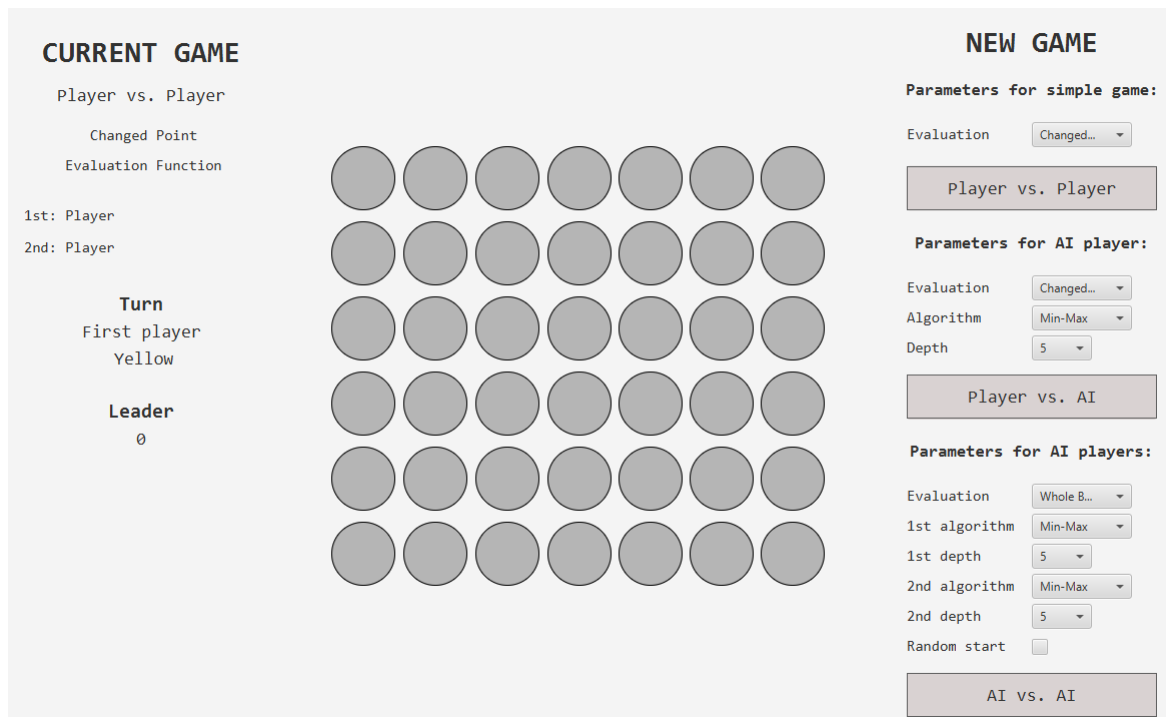 CURRENT GAME
Player vs. Player
Changed Point
Evaluation Function
1st: Player
2nd: Player
Turn
First player
Yellow
Leader
0
NEW GAME
Parameters for simple game:
Evaluation Changed...
Player vs. Player
Parameters for AI player:
Evaluation Changed...
Algorithm Min-Max
Depth 5
Player vs. AI
Parameters for AI players:
Evaluation Whole B...
1st algorithm Min-Max
1st depth 5
2nd algorithm Min-Max
2nd depth 5
Random start
AI vs. AI